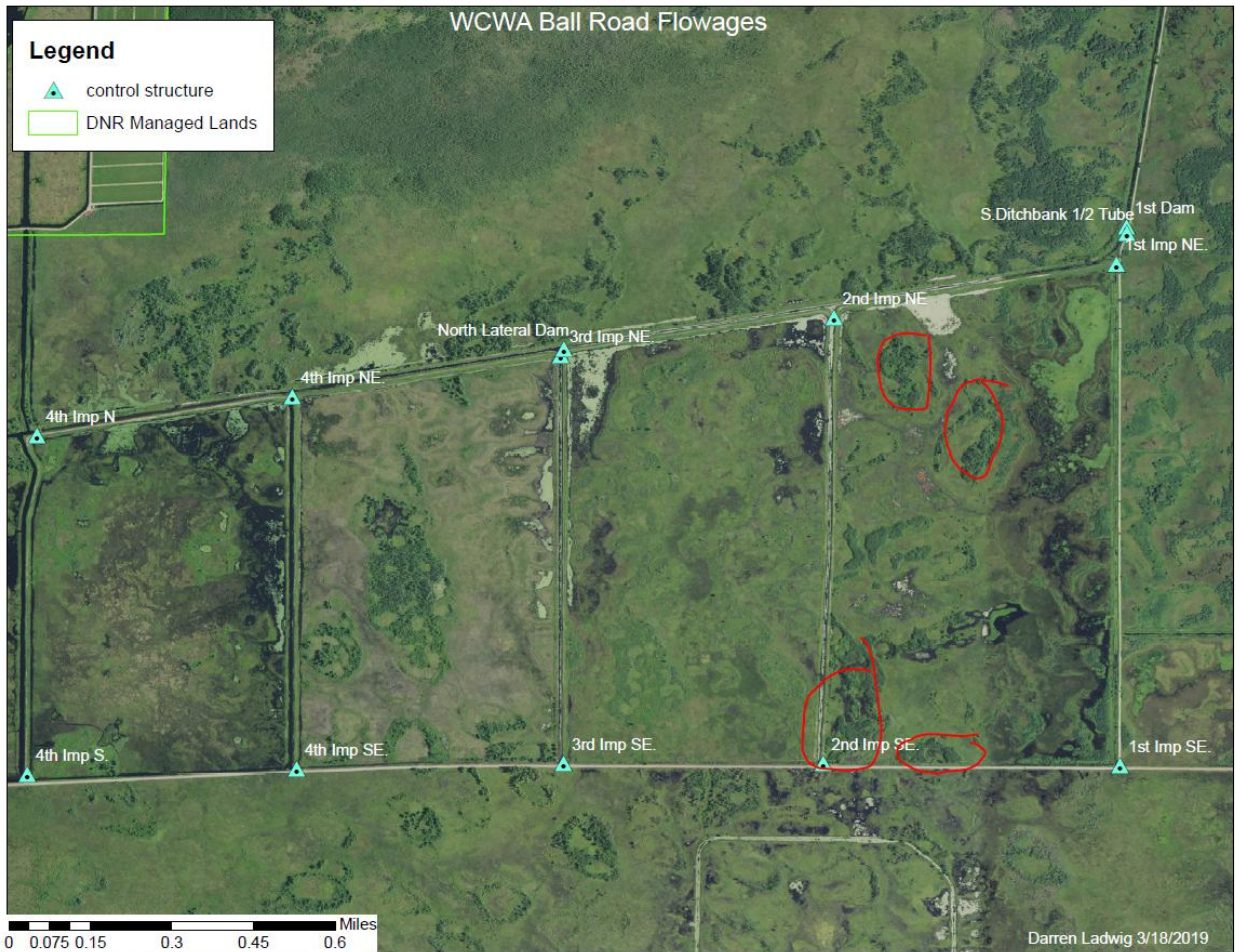 WCWA Ball Road Flowages
Legend
control structure
DNR Managed Lands
S.Ditchbank 1/2 Tube
1st Dam
1st Imp NE.
2nd Imp NE
North Lateral Dam
3rd Imp NE.
4th Imp NE.
4th Imp N
4th Imp S.
4th Imp SE.
3rd Imp SE.
2nd Imp SE.
1st Imp SE.
Miles
0 0.075 0.15 0.3 0.45 0.6
Darren Ladwig 3/18/2019